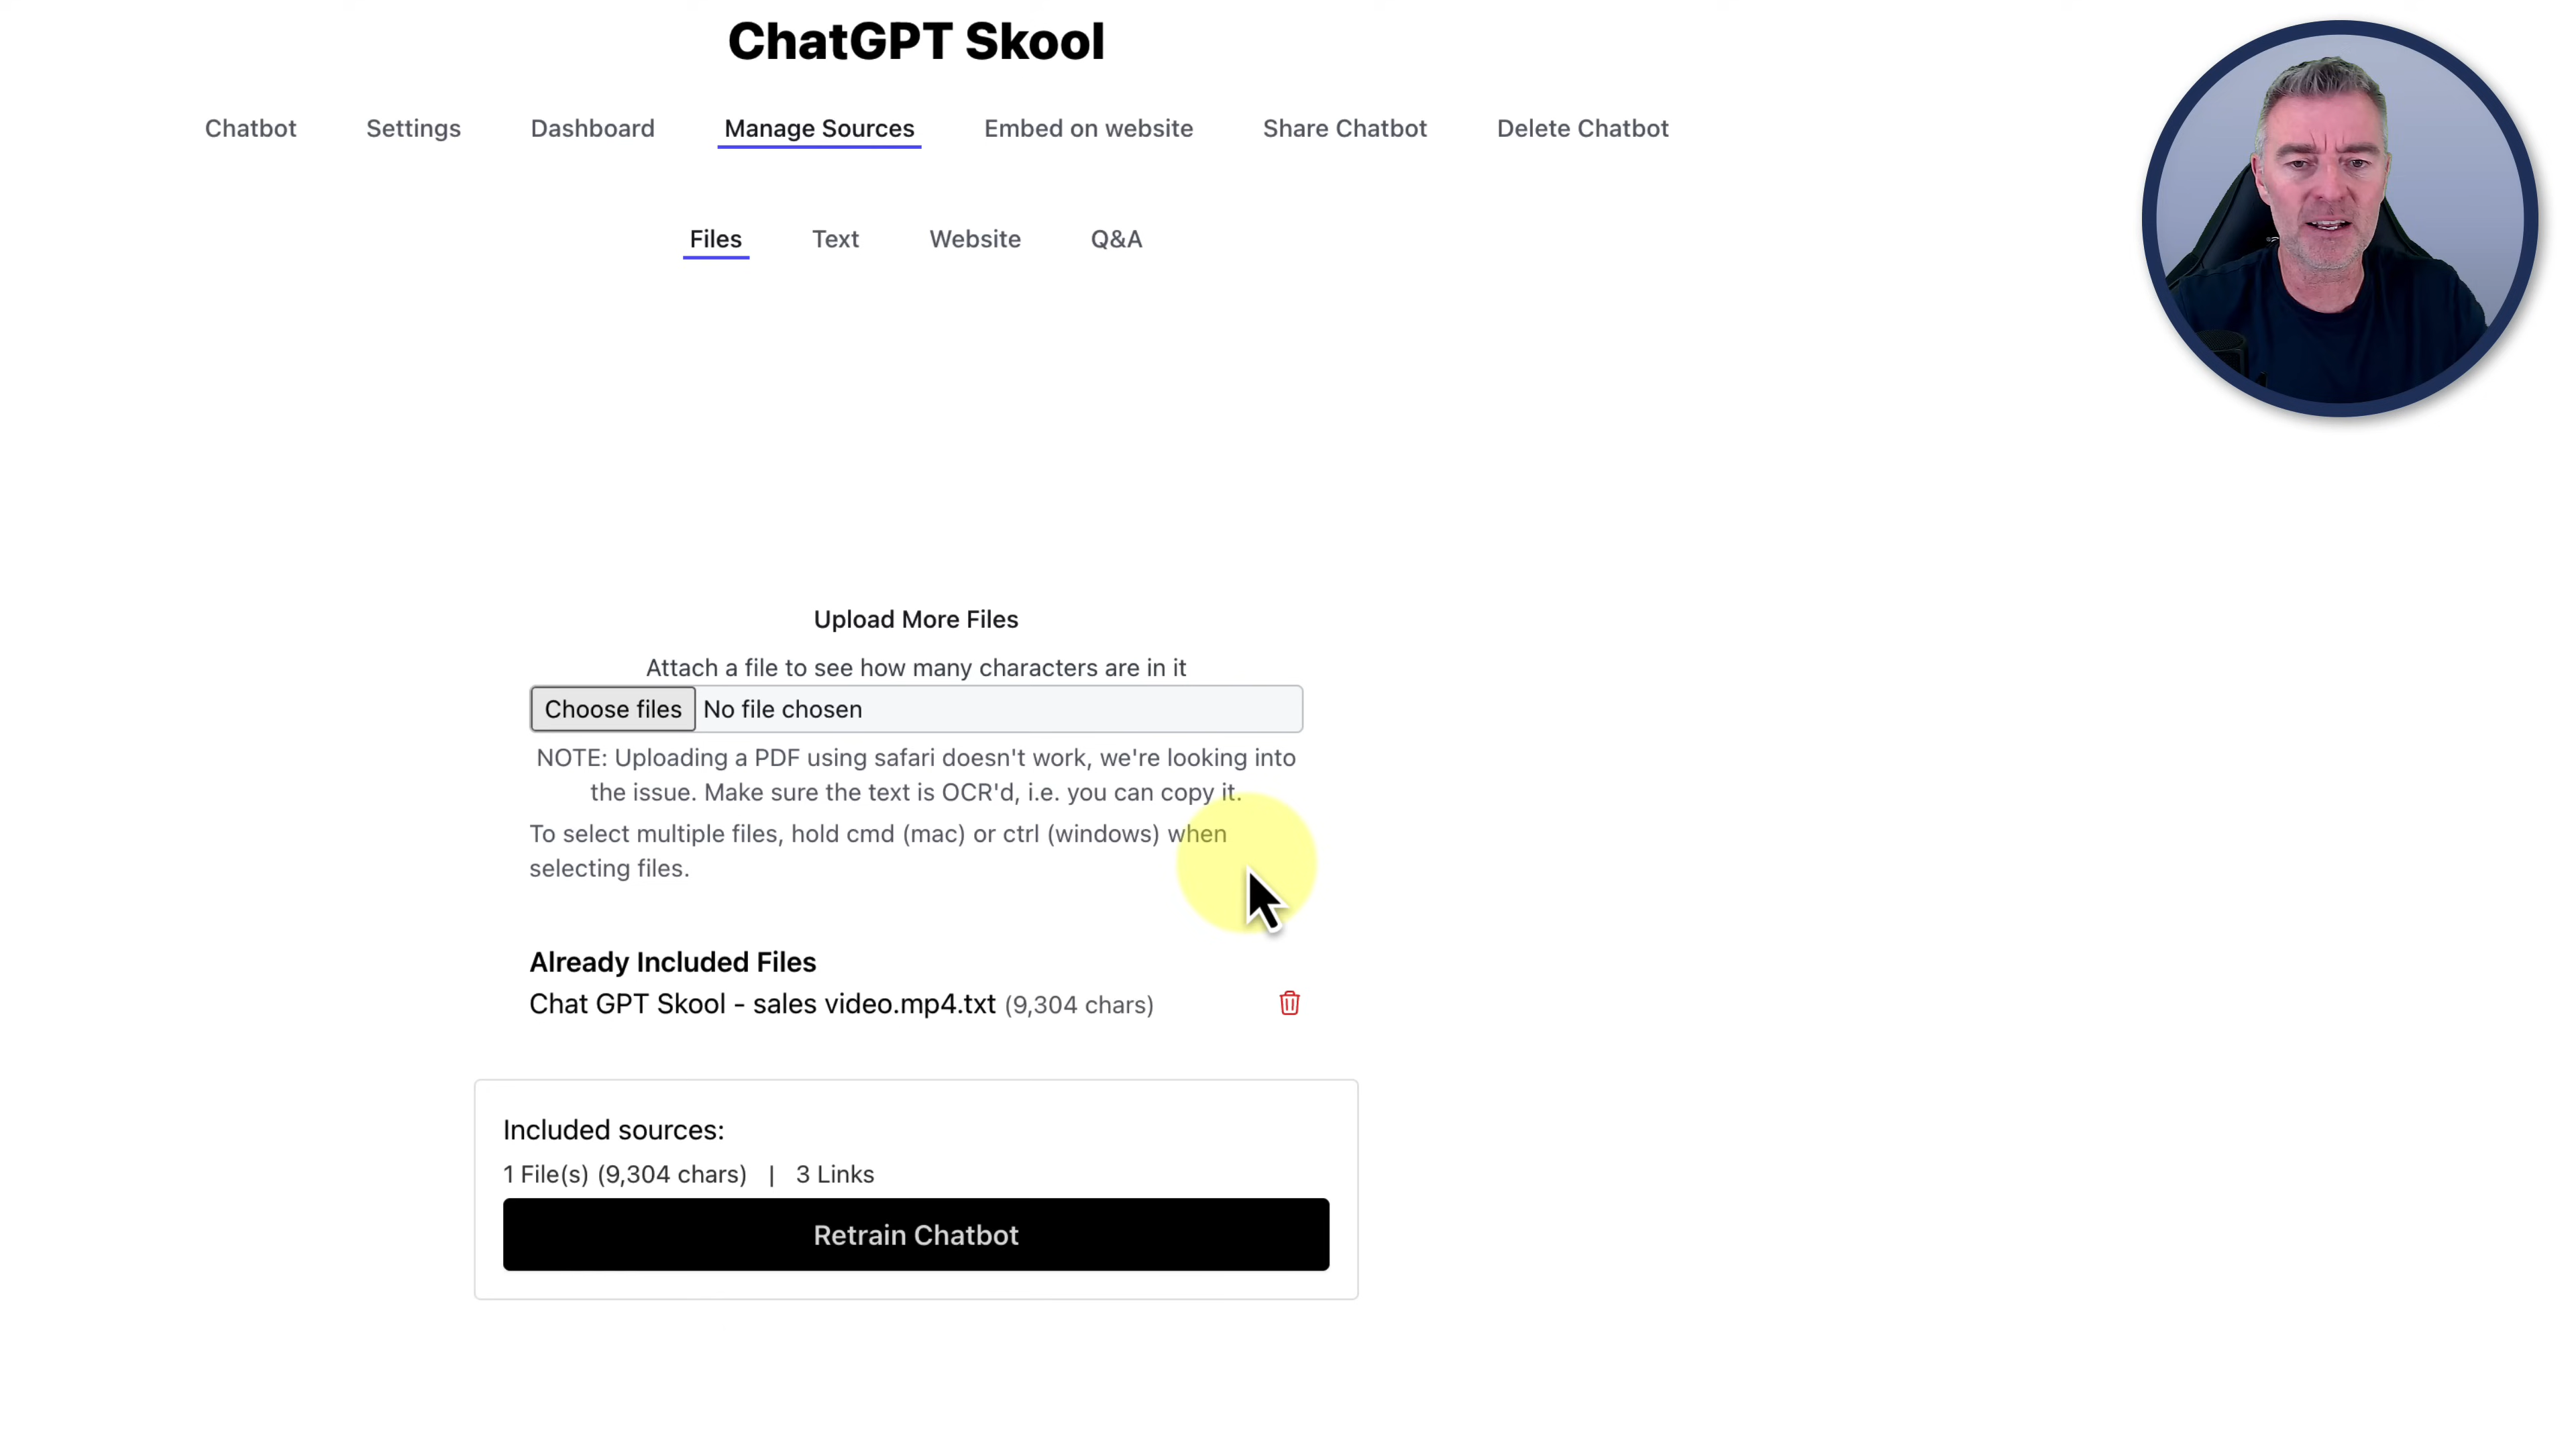 ChatGPT Skool
Chatbot Settings Dashboard Manage Sources Embed on website Share Chatbot Delete Chatbot
Files Text Website Q&A
Upload More Files
Attach a file to see how many characters are in it
Choose files No file chosen
NOTE: Uploading a PDF using safari doesn't work, we're looking into
the issue. Make sure the text is OCR'd, i.e. you can copy it.
To select multiple files, hold cmd (mac) or ctrl (windows) when
selecting files.
Already Included Files
Chat GPT Skool - sales video.mp4.txt (9,304 chars)
Included sources:
1 File(s) (9,304 chars) | 3 Links
Retrain Chatbot